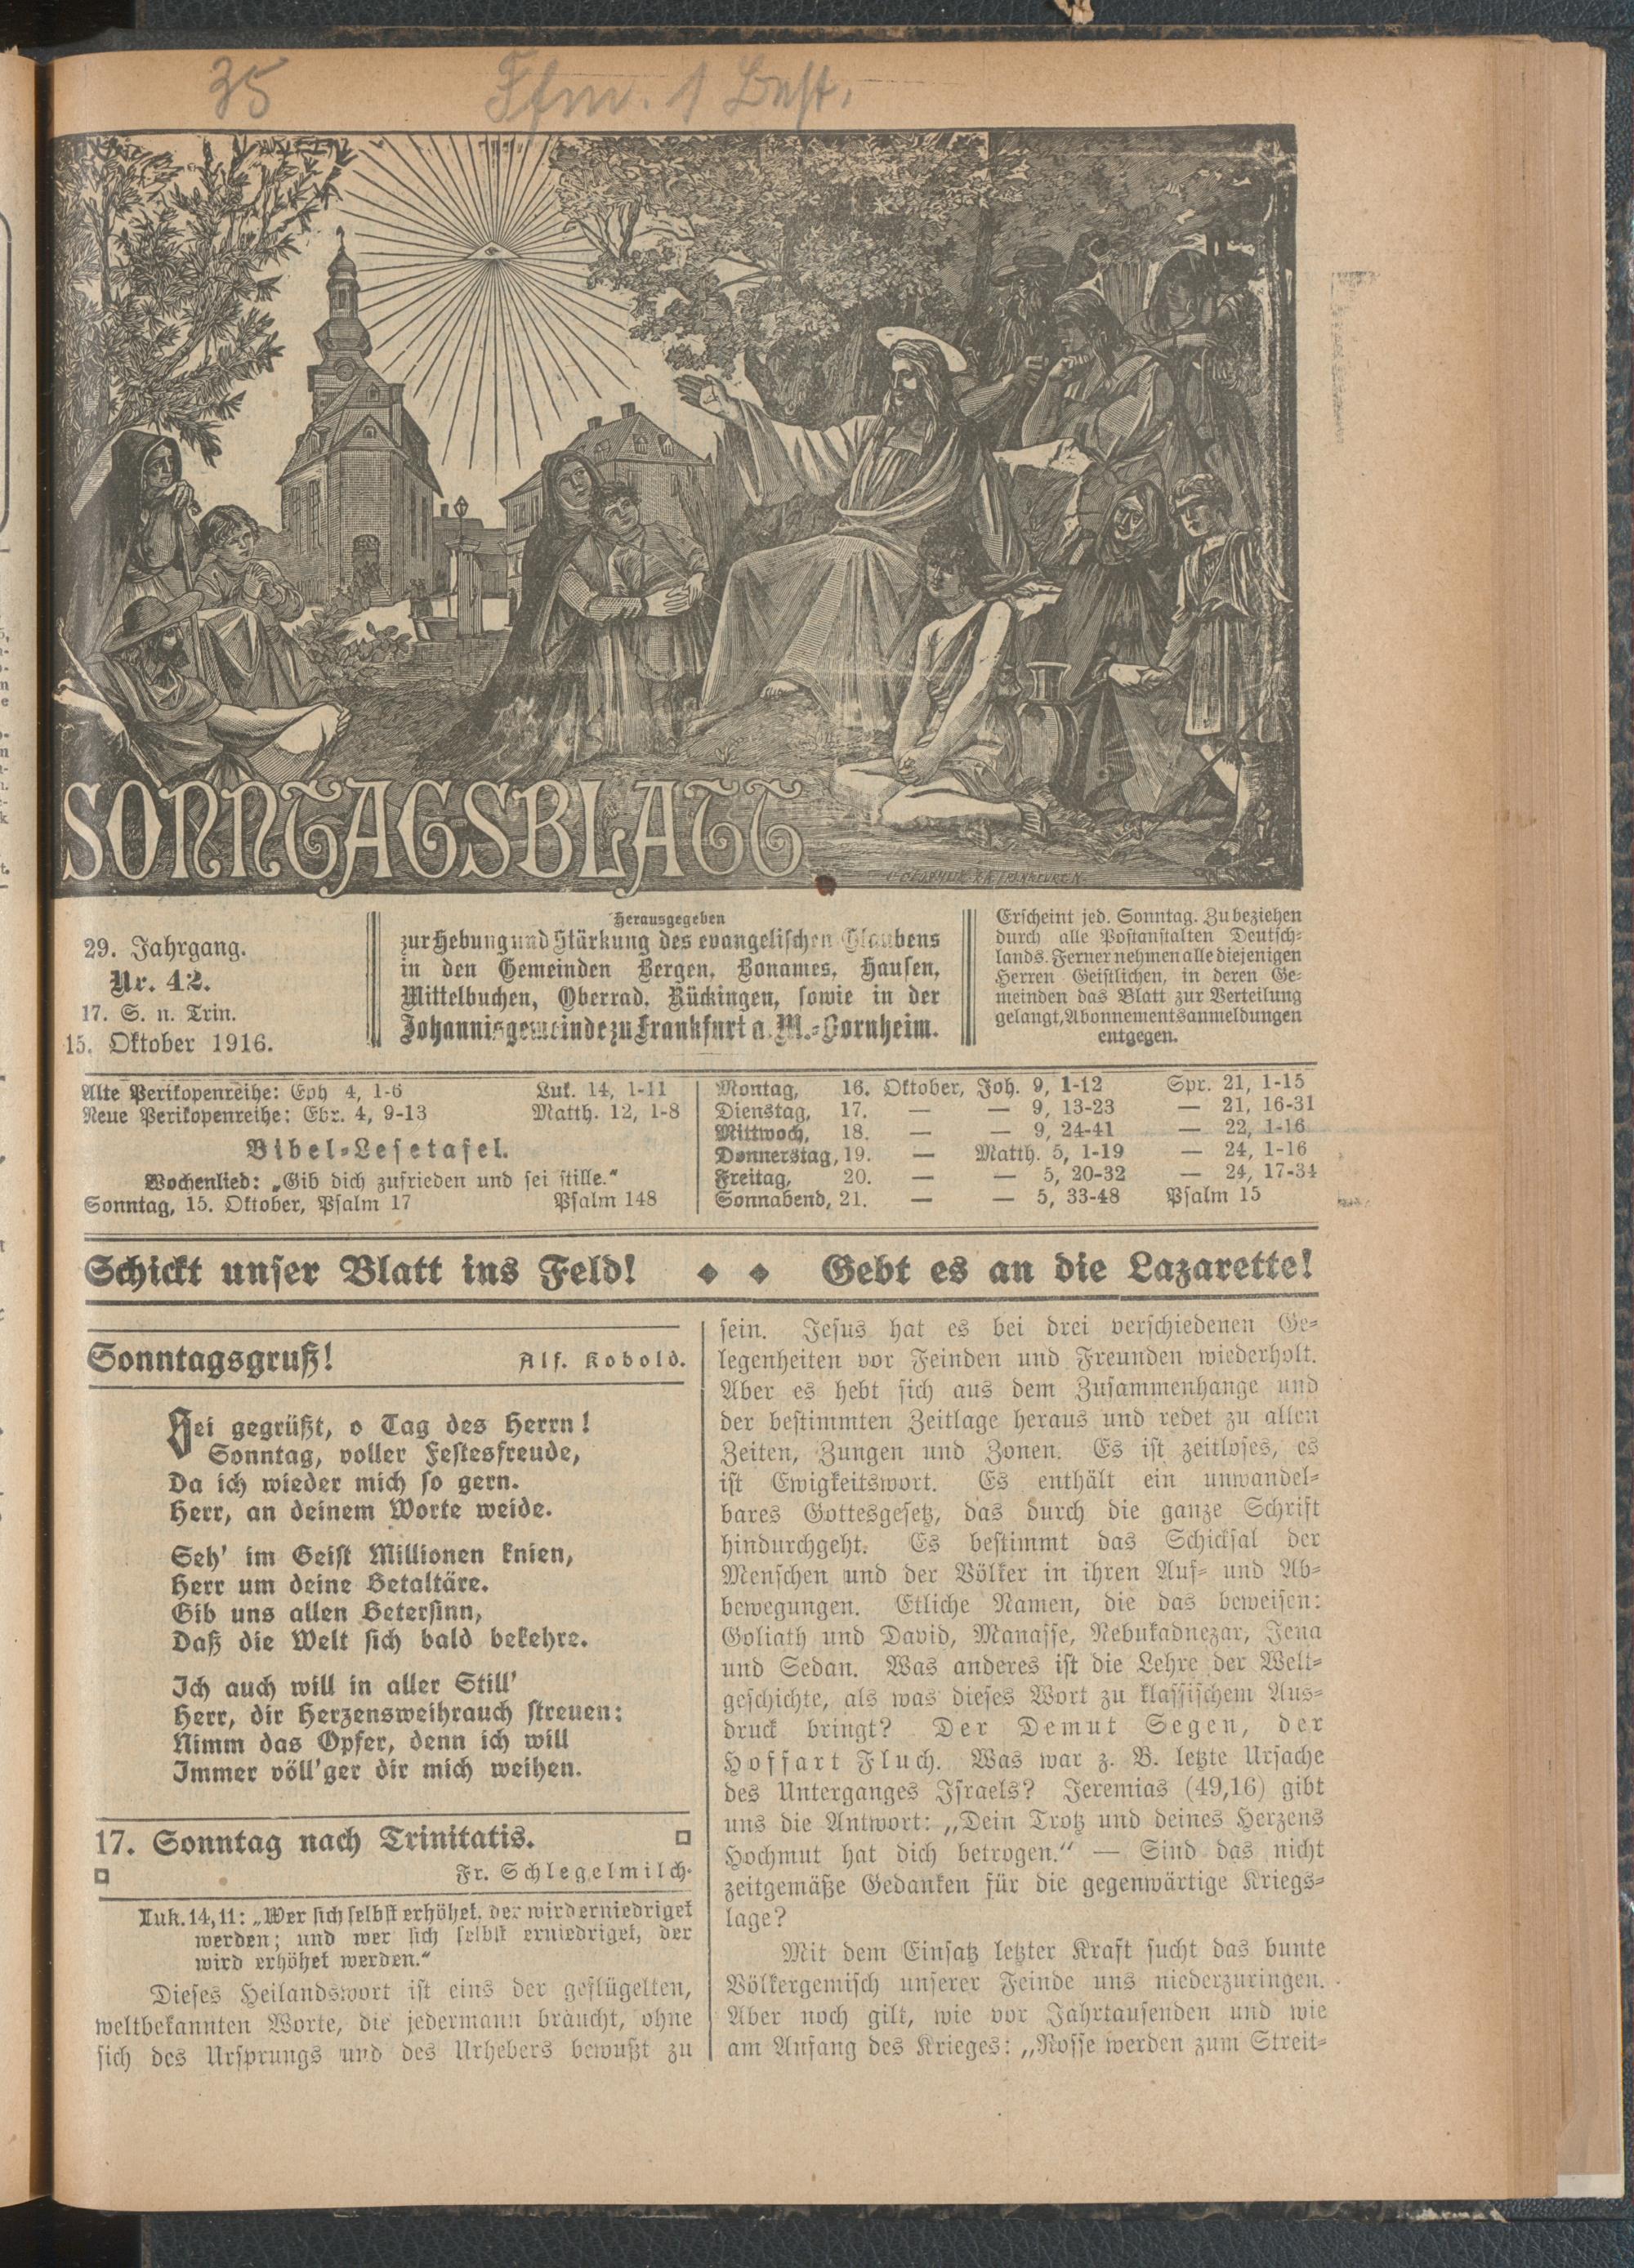 35 Ffm. 1
SONNTAGSBLATT
29. Jahrgang.
Nr. 42.
17. S. n. Trin.
15. Oktober 1916.
Herausgegeben
zur Hebung und Stärkung des evangelischen Glaubens
in den Gemeinden Bergen, Bonames, Hausen,
Mittelbuchen, Oberrad, Rückingen, sowie in der
Johannisgemeinde zu Frankfurt a. M.-Bornheim.
Erscheint jed. Sonntag. Zu beziehen
durch alle Postanstalten Deutsch-
lands. Ferner nehmen alle diejenigen
Herren Geistlichen, in deren Ge-
meinden das Blatt zur Verteilung
gelangt, Abonnementsanmeldungen
entgegen.
Alte Perikopenreihe: Eph 4, 1-6 Luk. 14, 1-11
Neue Perikopenreihe: Ebr. 4, 9-13 Matth. 12, 1-8
Bibel-Lesetafel.
Wochenlied: „Gib dich zufrieden und sei stille.“
Sonntag, 15. Oktober, Psalm 17 Psalm 148
Montag, 16. Oktober, Joh. 9, 1-12 Spr. 21, 1-15
Dienstag, 17. — — 9, 13-23 — 21, 16-31
Mittwoch, 18. — — 9, 24-41 — 22, 1-16
Donnerstag, 19. — Matth. 5, 1-19 — 24, 1-16
Freitag, 20. — — 5, 20-32 — 24, 17-34
Sonnabend, 21. — — 5, 33-48 Psalm 15
Schickt unser Blatt ins Feld! ◆ ◆ Gebt es an die Lazarette!
Sonntagsgruß! Alf. Kobold.
Sei gegrüßt, o Tag des Herrn!
Sonntag, voller Festesfreude,
Da ich wieder mich so gern.
Herr, an deinem Worte weide.
Seh' im Geist Millionen knien,
Herr um deine Betaltäre.
Gib uns allen Betersinn,
Daß die Welt sich bald bekehre.
Ich auch will in aller Still'
Herr, dir Herzensweihrauch streuen:
Nimm das Opfer, denn ich will
Immer völl'ger dir mich weihen.
17. Sonntag nach Trinitatis.
Fr. Schlegelmilch.
Luk. 14, 11: „Wer sich selbst erhöhet, der wird erniedriget
werden; und wer sich selbst erniedriget, der
wird erhöhet werden.“
Dieses Heilandswort ist eins der geflügelten,
weltbekannten Worte, die jedermann braucht, ohne
sich des Ursprungs und des Urhebers bewußt zu
sein. Jesus hat es bei drei verschiedenen Ge-
legenheiten vor Feinden und Freunden wiederholt.
Aber es hebt sich aus dem Zusammenhange und
der bestimmten Zeitlage heraus und redet zu allen
Zeiten, Zungen und Zonen. Es ist zeitloses, es
ist Ewigkeitswort. Es enthält ein unwandel-
bares Gottesgesetz, das durch die ganze Schrift
hindurchgeht. Es bestimmt das Schicksal der
Menschen und der Völker in ihren Auf- und Ab-
bewegungen. Etliche Namen, die das beweisen:
Goliath und David, Manasse, Nebukadnezar, Jena
und Sedan. Was anderes ist die Lehre der Welt-
geschichte, als was dieses Wort zu klassischem Aus-
druck bringt? Der Demut Segen, der
Hoffart Fluch. Was war z. B. letzte Ursache
des Unterganges Israels? Jeremias (49,16) gibt
uns die Antwort: „Dein Trotz und deines Herzens
Hochmut hat dich betrogen.“ — Sind das nicht
zeitgemäße Gedanken für die gegenwärtige Kriegs-
lage?
Mit dem Einsatz letzter Kraft sucht das bunte
Völkergemisch unserer Feinde uns niederzuringen.
Aber noch gilt, wie vor Jahrtausenden und wie
am Anfang des Krieges: „Rosse werden zum Streit-